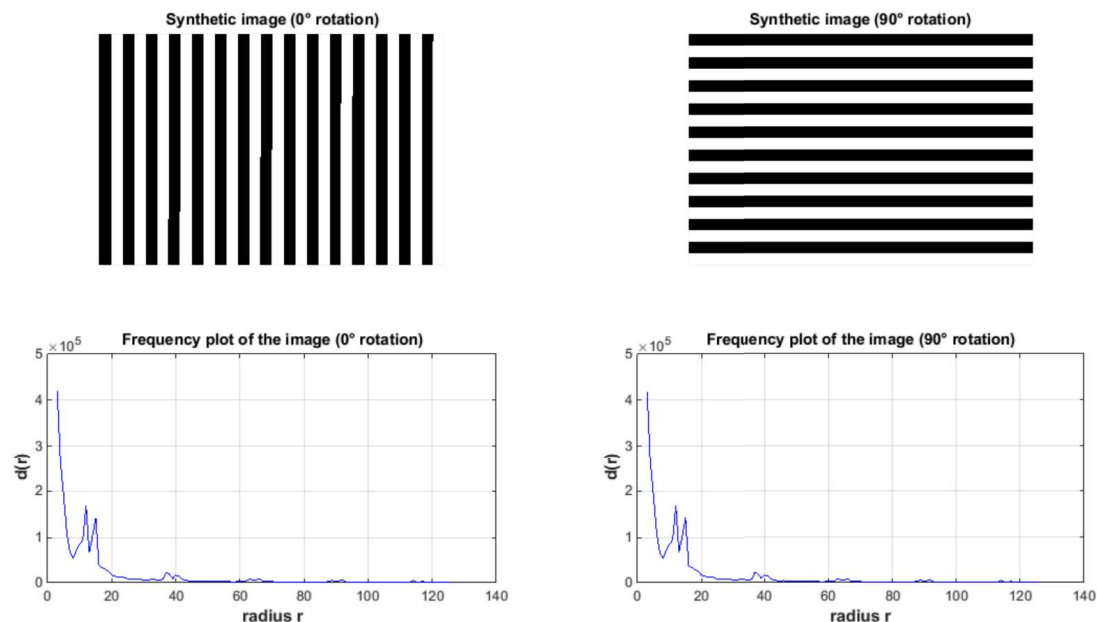 Synthetic image (0° rotation)
Synthetic image (90° rotation)
Frequency plot of the image (0° rotation)
×10⁵
5
4
3
2
1
0
d(r)
0 20 40 60 80 100 120 140
radius r
Frequency plot of the image (90° rotation)
×10⁵
5
4
3
2
1
0
d(r)
0 20 40 60 80 100 120 140
radius r